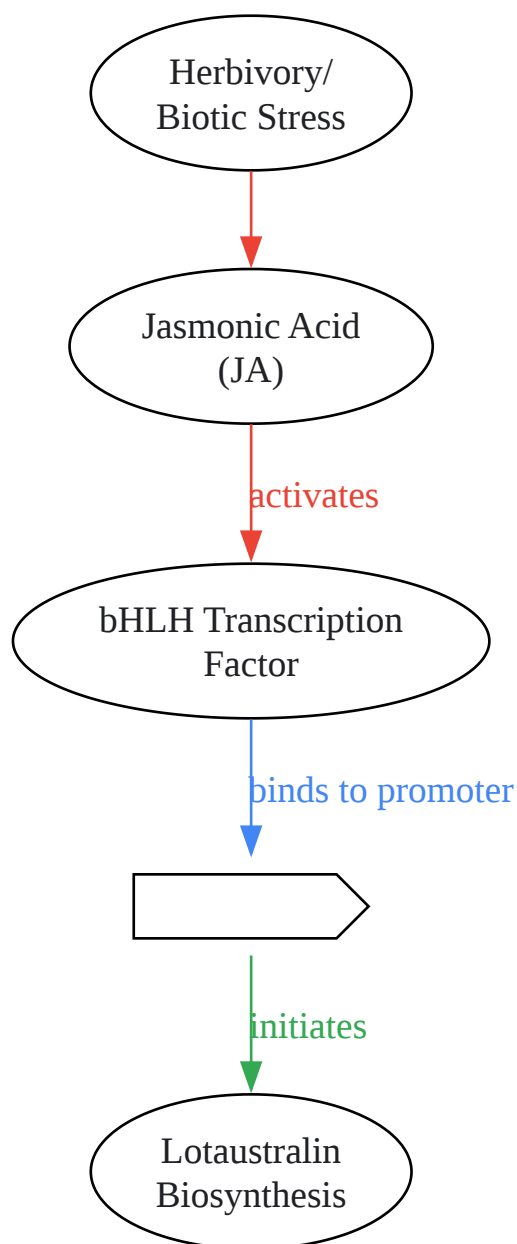 Herbivory/
Biotic Stress
Jasmonic Acid
(JA)
activates
bHLH Transcription
Factor
binds to promoter
initiates
Lotaustralin
Biosynthesis